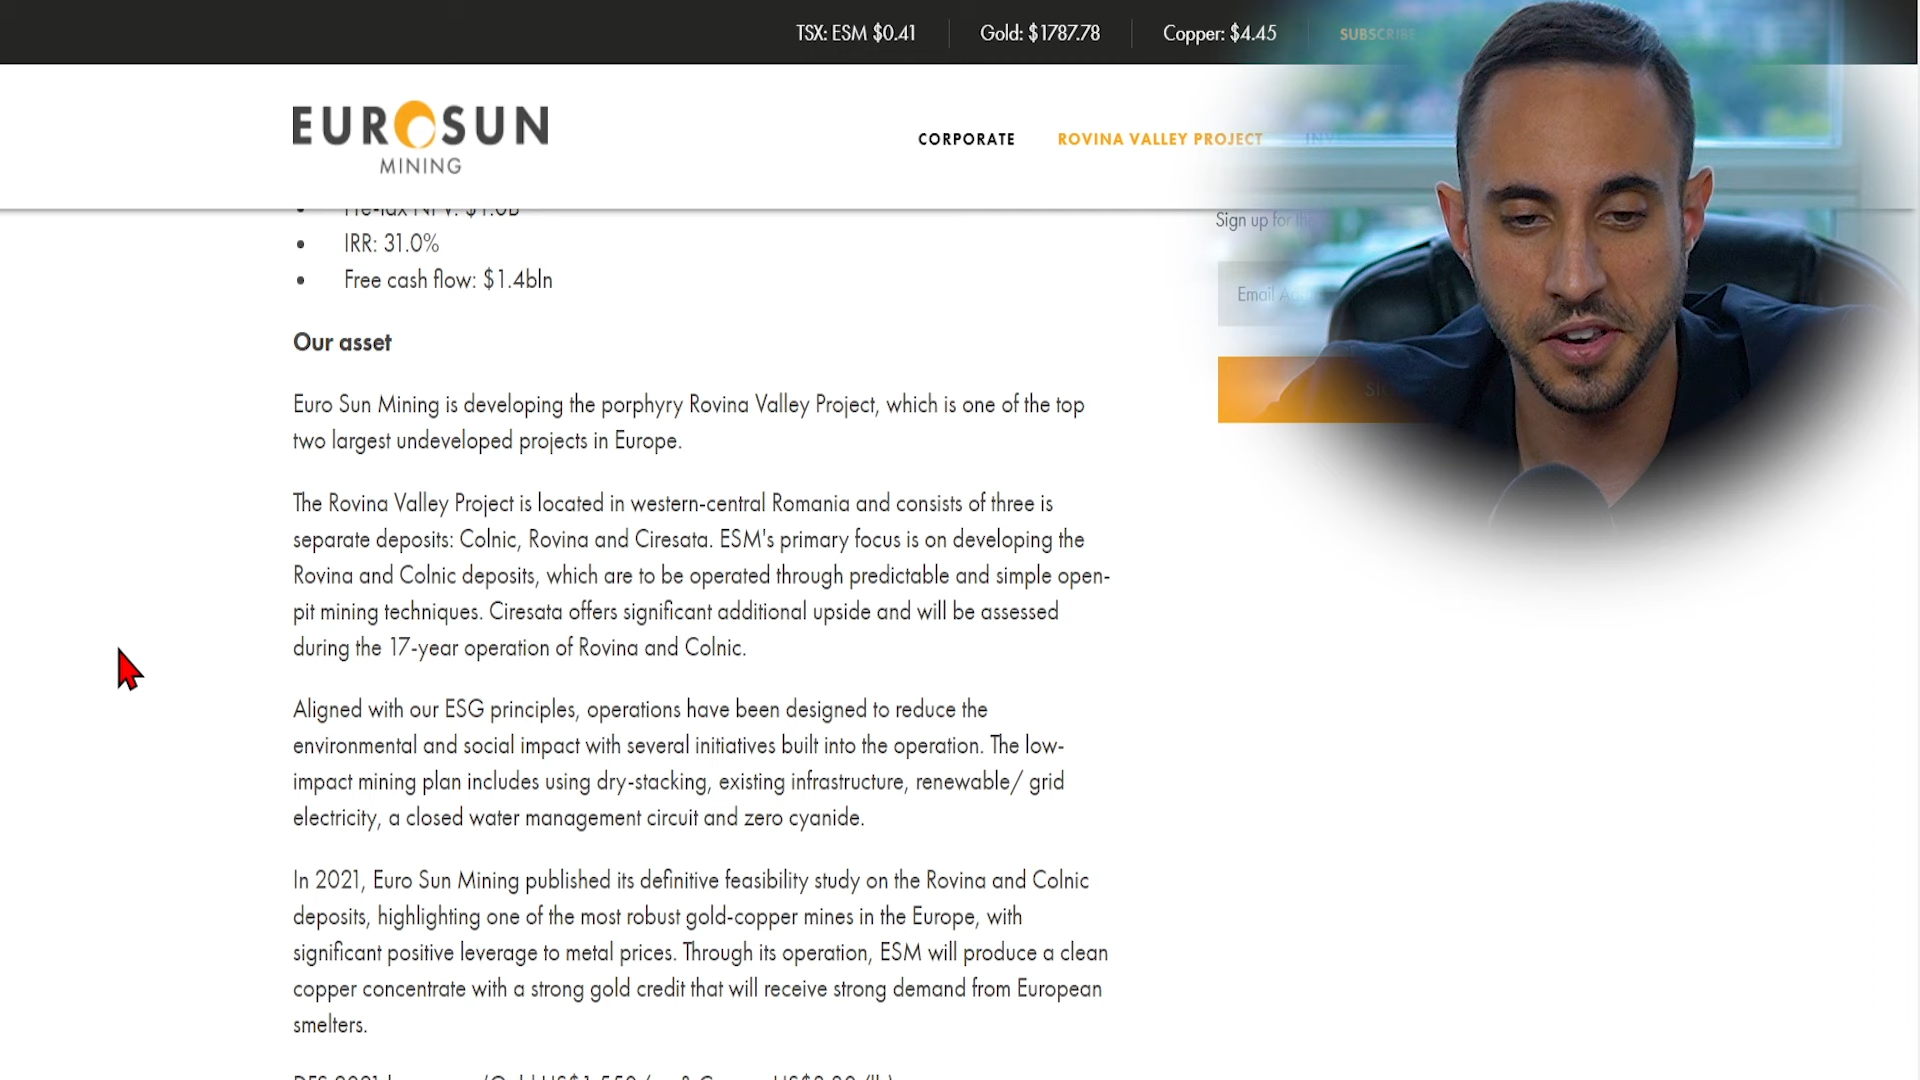 TSX: ESM $0.41
Gold: $1787.78
Copper: $4.45
SUBSCRIBE
EUROSUN
MINING
CORPORATE
ROVINA VALLEY PROJECT
• IRR: 31.0%
• Free cash flow: $1.4bln
Sign up for
Email
Our asset
Euro Sun Mining is developing the porphyry Rovina Valley Project, which is one of the top
two largest undeveloped projects in Europe.
The Rovina Valley Project is located in western-central Romania and consists of three is
separate deposits: Colnic, Rovina and Ciresata. ESM's primary focus is on developing the
Rovina and Colnic deposits, which are to be operated through predictable and simple open-
pit mining techniques. Ciresata offers significant additional upside and will be assessed
during the 17-year operation of Rovina and Colnic.
Aligned with our ESG principles, operations have been designed to reduce the
environmental and social impact with several initiatives built into the operation. The low-
impact mining plan includes using dry-stacking, existing infrastructure, renewable/ grid
electricity, a closed water management circuit and zero cyanide.
In 2021, Euro Sun Mining published its definitive feasibility study on the Rovina and Colnic
deposits, highlighting one of the most robust gold-copper mines in the Europe, with
significant positive leverage to metal prices. Through its operation, ESM will produce a clean
copper concentrate with a strong gold credit that will receive strong demand from European
smelters.